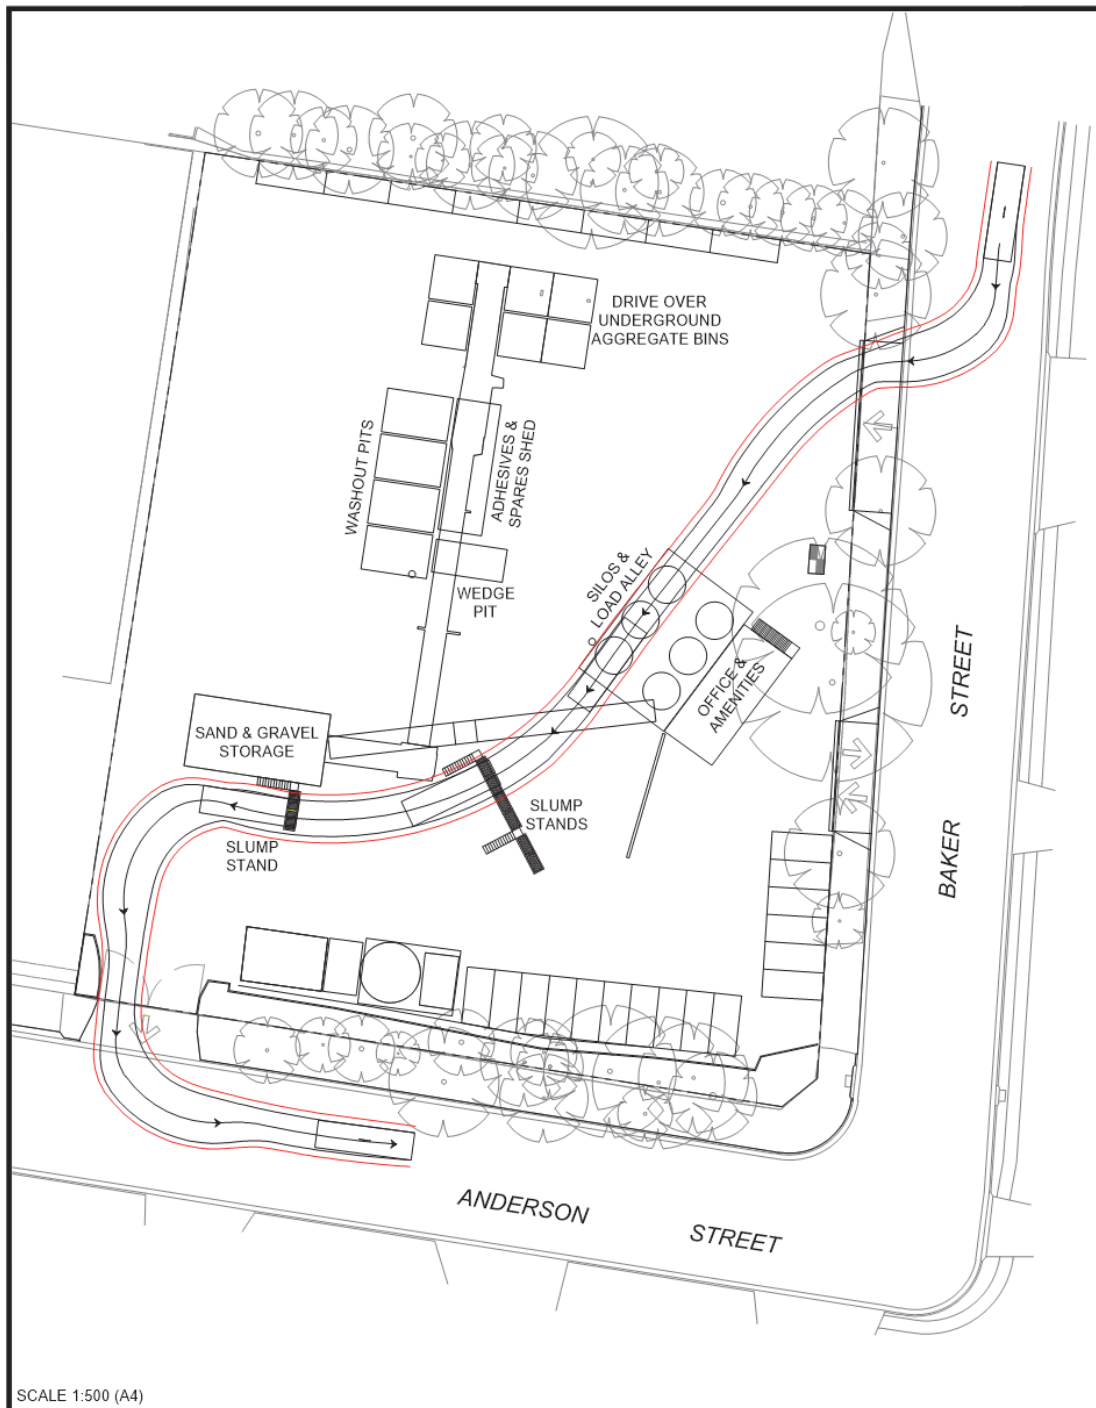 DRIVE OVER
UNDERGROUND
AGGREGATE BINS
WASHOUT PITS
ADHESIVES &
SPARES SHED
WEDGE
PIT
SILOS &
LOAD ALLEY
OFFICE &
AMENITIES
SAND & GRAVEL
STORAGE
SLUMP
STANDS
SLUMP
STAND
BAKER STREET
ANDERSON STREET
SCALE 1:500 (A4)